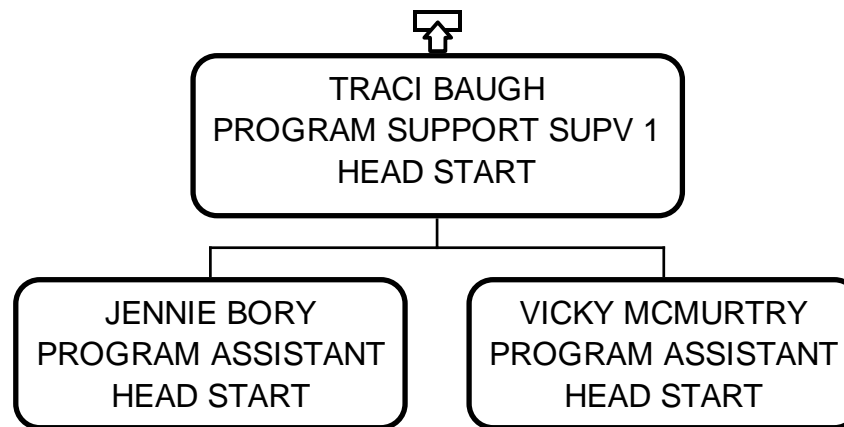 TRACI BAUGH
PROGRAM SUPPORT SUPV 1
HEAD START
JENNIE BORY
PROGRAM ASSISTANT
HEAD START
VICKY MCMURTRY
PROGRAM ASSISTANT
HEAD START